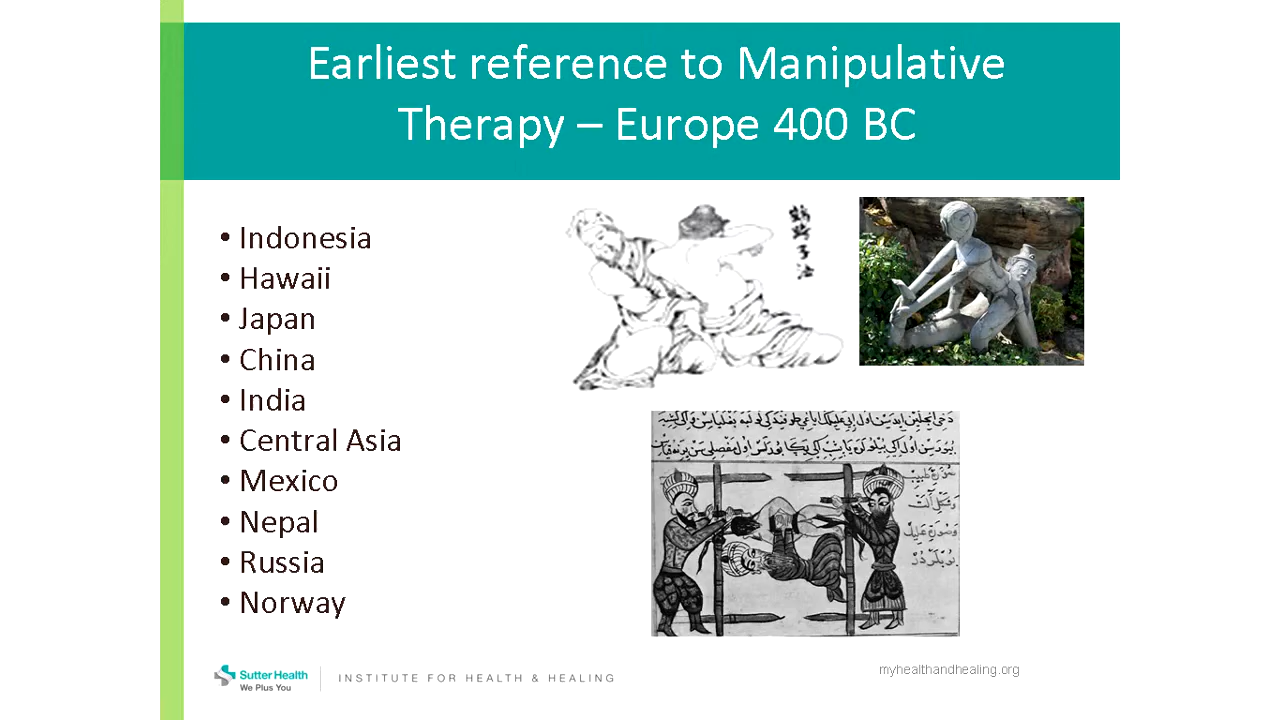 Earliest reference to Manipulative
Therapy – Europe 400 BC
• Indonesia
• Hawaii
• Japan
• China
• India
• Central Asia
• Mexico
• Nepal
• Russia
• Norway
Sutter Health
We Plus You
INSTITUTE FOR HEALTH & HEALING
myhealthandhealing.org